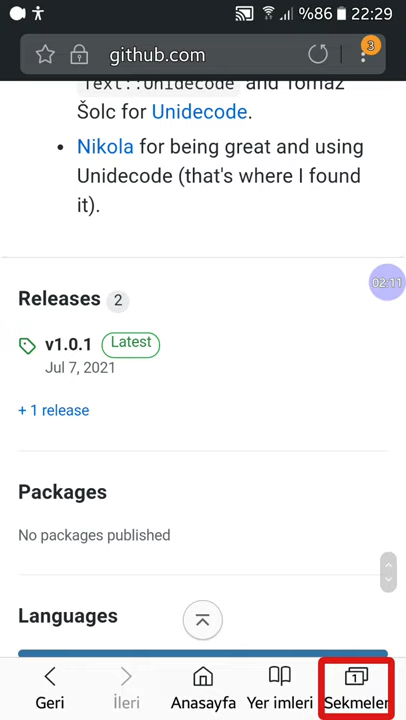 %86 22:29
github.com
3
Text::Unidecode and Tomaž
Šolc for Unidecode.
• Nikola for being great and using
Unidecode (that's where I found
it).
02:11
Releases 2
v1.0.1 Latest
Jul 7, 2021
+ 1 release
Packages
No packages published
Languages
1
Geri İleri Anasayfa Yer imleri Sekmeler